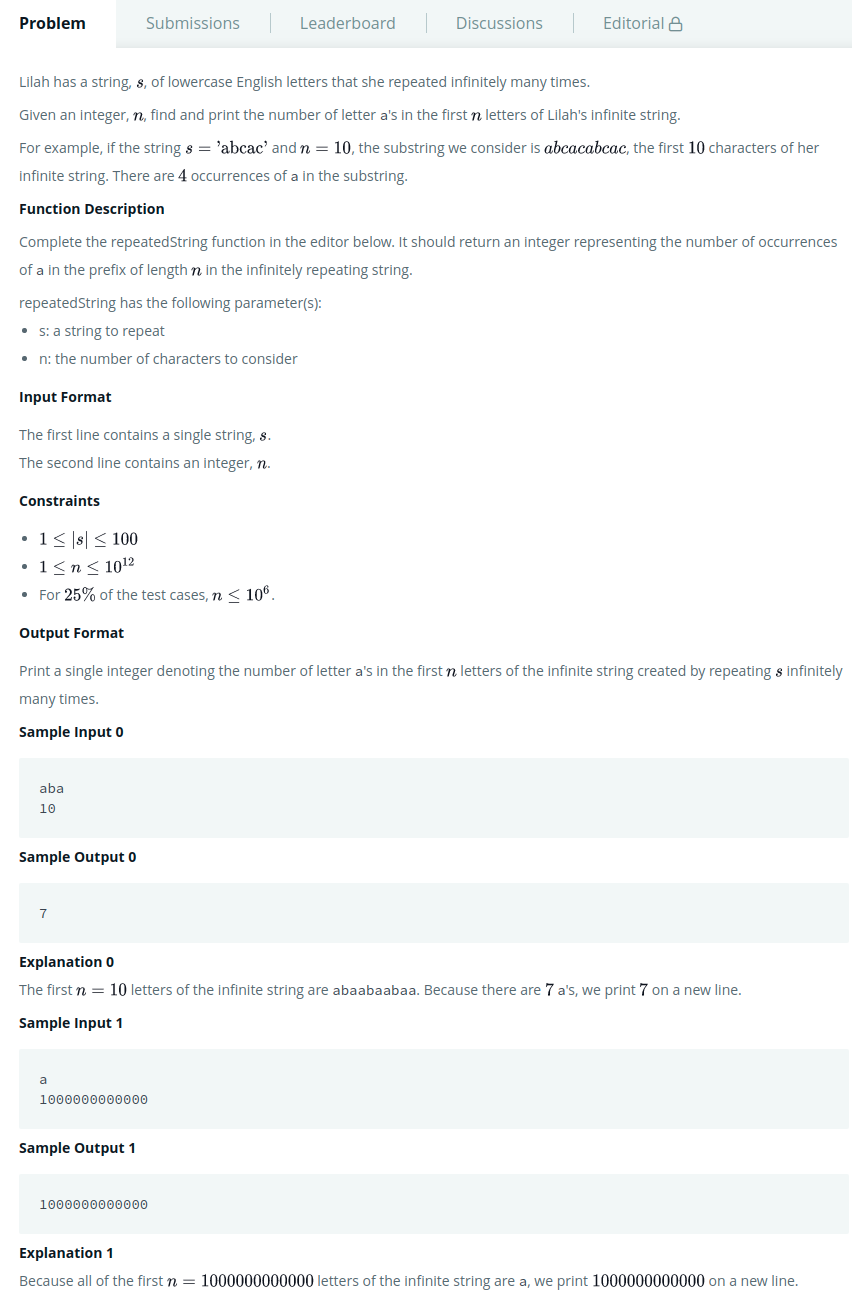 Problem
Submissions
Leaderboard
Discussions
Editorial
Lilah has a string, s, of lowercase English letters that she repeated infinitely many times.
Given an integer, n, find and print the number of letter a's in the first n letters of Lilah's infinite string.
For example, if the string s = 'abcac' and n = 10, the substring we consider is abcacabcac, the first 10 characters of her
infinite string. There are 4 occurrences of a in the substring.
Function Description
Complete the repeatedString function in the editor below. It should return an integer representing the number of occurrences
of a in the prefix of length n in the infinitely repeating string.
repeatedString has the following parameter(s):
• s: a string to repeat
• n: the number of characters to consider
Input Format
The first line contains a single string, s.
The second line contains an integer, n.
Constraints
• 1 ≤ |s| ≤ 100
• 1 ≤ n ≤ 10¹²
• For 25% of the test cases, n ≤ 10⁶.
Output Format
Print a single integer denoting the number of letter a's in the first n letters of the infinite string created by repeating s infinitely
many times.
Sample Input 0
aba
10
Sample Output 0
7
Explanation 0
The first n = 10 letters of the infinite string are abaabaabaa. Because there are 7 a's, we print 7 on a new line.
Sample Input 1
a
1000000000000
Sample Output 1
1000000000000
Explanation 1
Because all of the first n = 1000000000000 letters of the infinite string are a, we print 1000000000000 on a new line.